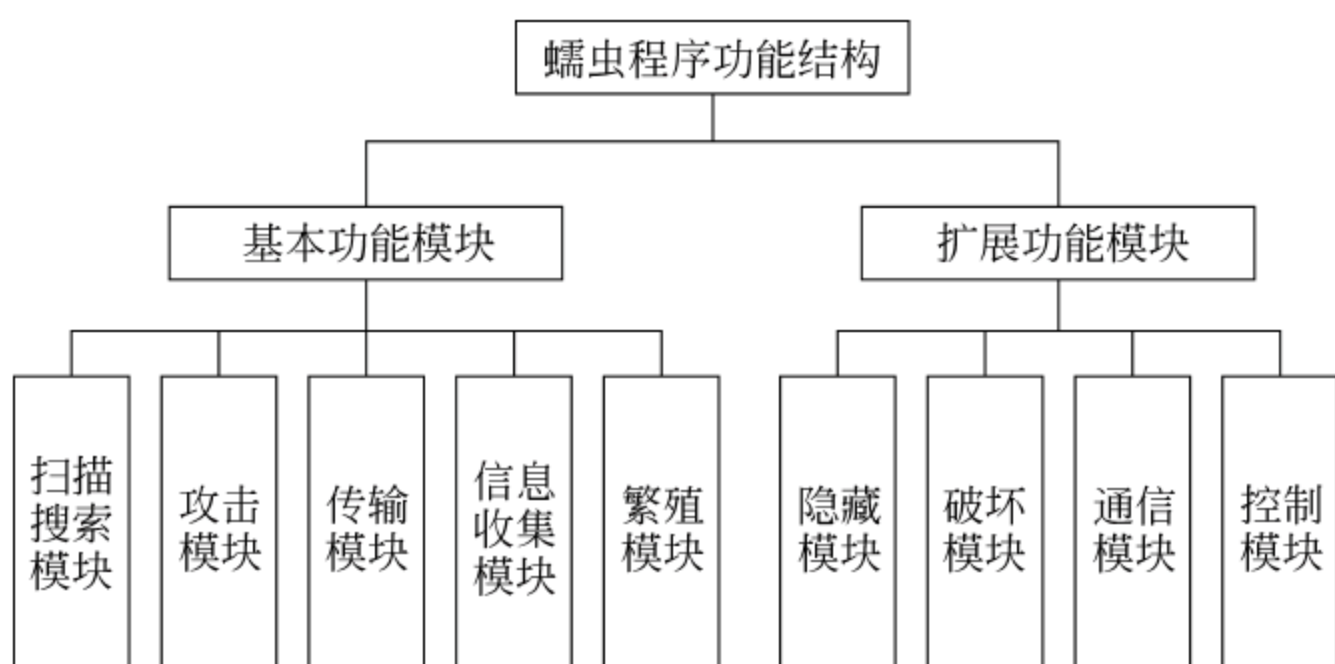 蠕虫程序功能结构
基本功能模块
扩展功能模块
扫描
搜索
模块
攻击
模块
传输
模块
信息
收集
模块
繁殖
模块
隐藏
模块
破坏
模块
通信
模块
控制
模块